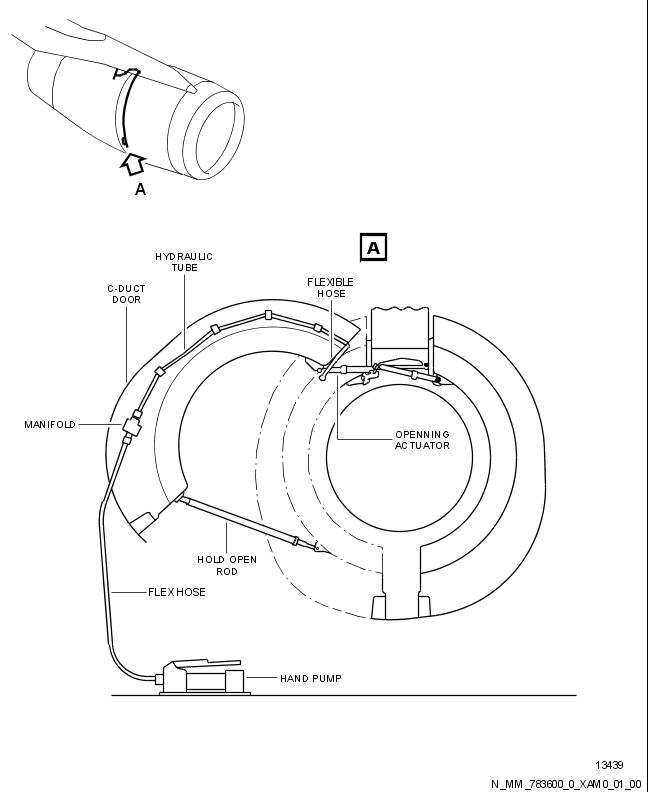 A
A
HYDRAULIC
TUBE
C-DUCT
DOOR
FLEXIBLE
HOSE
MANIFOLD
OPENNING
ACTUATOR
HOLD OPEN
ROD
FLEX HOSE
HAND PUMP
13439
N_MM_783600_0_XAM0_01_00